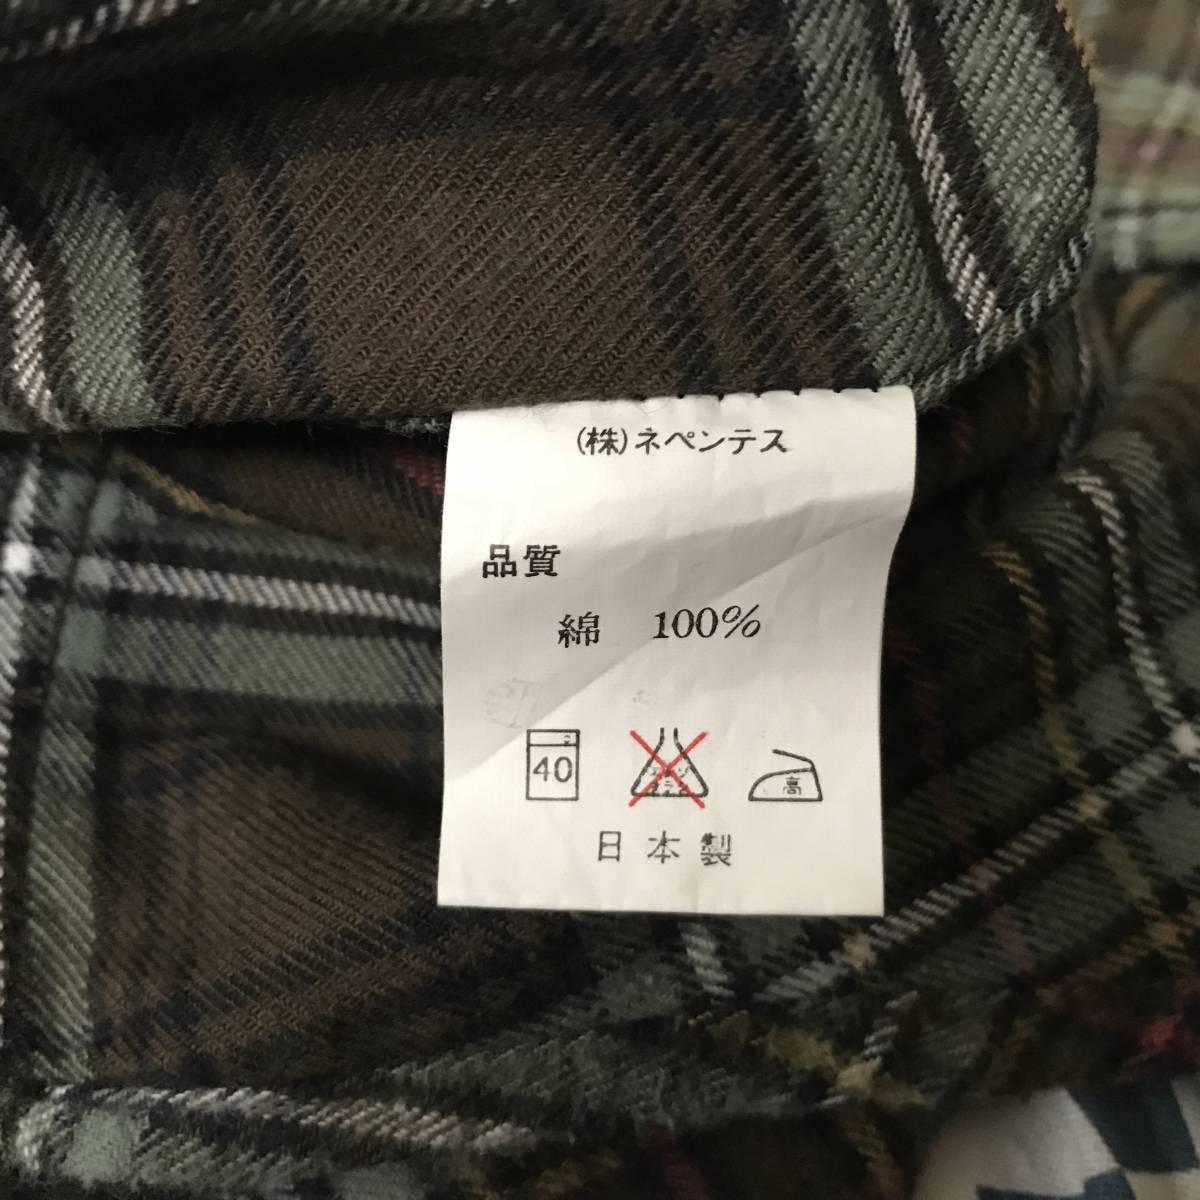 (株)ネペンテス
品質
綿 100%
40
高
日本製